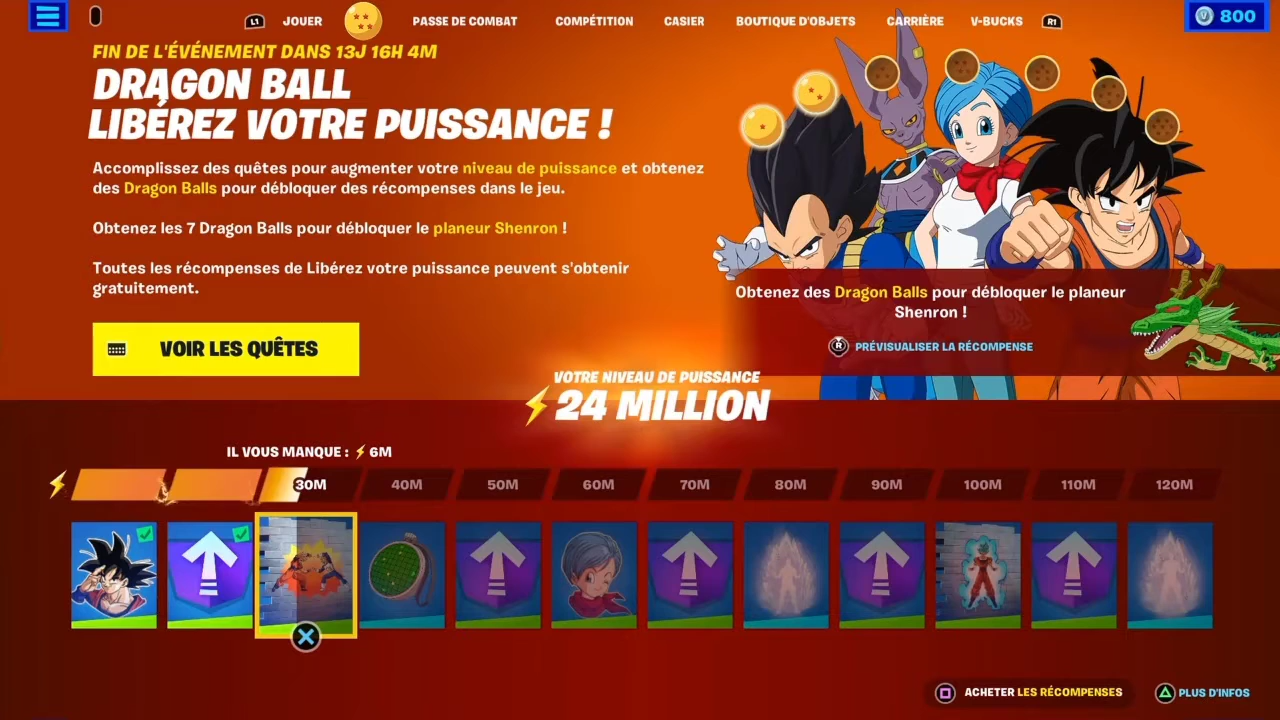 L1 JOUER PASSE DE COMBAT COMPÉTITION CASIER BOUTIQUE D'OBJETS CARRIÈRE V-BUCKS R1 800
FIN DE L'ÉVÉNEMENT DANS 13J 16H 4M
DRAGON BALL
LIBÉREZ VOTRE PUISSANCE !
Accomplissez des quêtes pour augmenter votre niveau de puissance et obtenez
des Dragon Balls pour débloquer des récompenses dans le jeu.
Obtenez les 7 Dragon Balls pour débloquer le planeur Shenron !
Toutes les récompenses de Libérez votre puissance peuvent s'obtenir
gratuitement.
VOIR LES QUÊTES
Obtenez des Dragon Balls pour débloquer le planeur
Shenron !
R PRÉVISUALISER LA RÉCOMPENSE
VOTRE NIVEAU DE PUISSANCE
24 MILLION
IL VOUS MANQUE : 6M
30M 40M 50M 60M 70M 80M 90M 100M 110M 120M
ACHETER LES RÉCOMPENSES PLUS D'INFOS